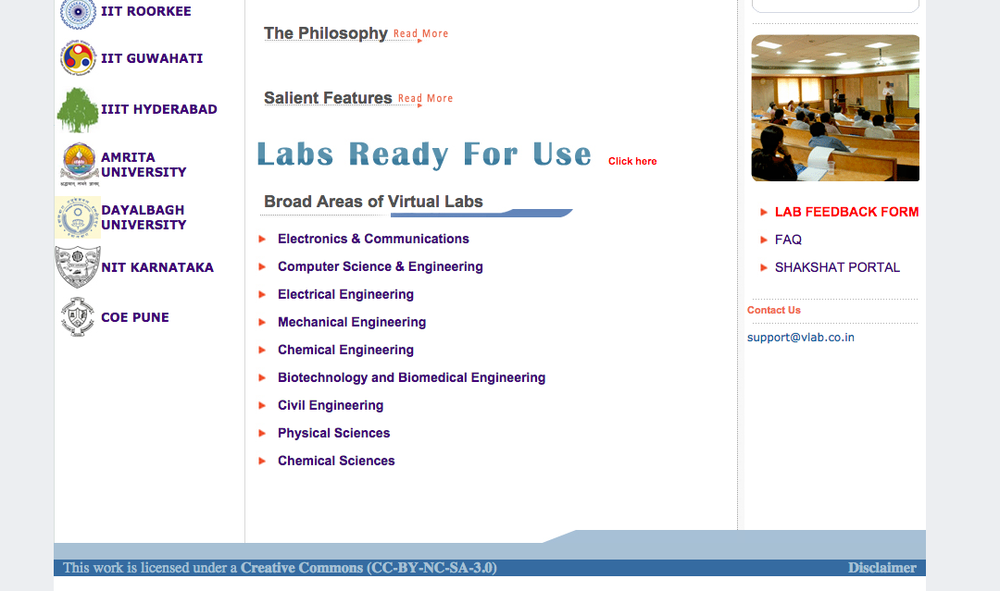 IIT ROORKEE
IIT GUWAHATI
IIIT HYDERABAD
AMRITA
UNIVERSITY
DAYALBAGH
UNIVERSITY
NIT KARNATAKA
COE PUNE
The Philosophy Read More
Salient Features Read More
Labs Ready For Use Click here
Broad Areas of Virtual Labs
Electronics & Communications
Computer Science & Engineering
Electrical Engineering
Mechanical Engineering
Chemical Engineering
Biotechnology and Biomedical Engineering
Civil Engineering
Physical Sciences
Chemical Sciences
LAB FEEDBACK FORM
FAQ
SHAKSHAT PORTAL
Contact Us
support@vlab.co.in
This work is licensed under a Creative Commons (CC-BY-NC-SA-3.0)
Disclaimer